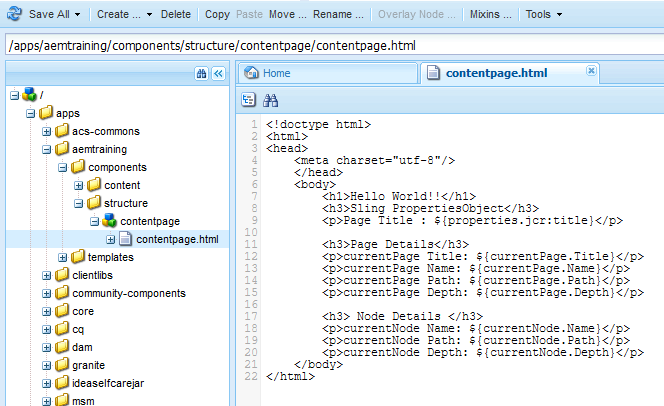 Save All Create ... Delete Copy Paste Move ... Rename ... Overlay Node ... Mixins ... Tools
/apps/aemtraining/components/structure/contentpage/contentpage.html
Home contentpage.html
/
apps
acs-commons
aemtraining
components
content
structure
contentpage
contentpage.html
templates
clientlibs
community-components
core
cq
dam
granite
ideaselfcarejar
msm
1 <!doctype html>
2 <html>
3 <head>
4 <meta charset="utf-8"/>
5 </head>
6 <body>
7 <h1>Hello World!!</h1>
8 <h3>Sling PropertiesObject</h3>
9 <p>Page Title : ${properties.jcr:title}</p>
10
11 <h3>Page Details</h3>
12 <p>currentPage Title: ${currentPage.Title}</p>
13 <p>currentPage Name: ${currentPage.Name}</p>
14 <p>currentPage Path: ${currentPage.Path}</p>
15 <p>currentPage Depth: ${currentPage.Depth}</p>
16
17 <h3> Node Details </h3>
18 <p>currentNode Name: ${currentNode.Name}</p>
19 <p>currentNode Path: ${currentNode.Path}</p>
20 <p>currentNode Depth: ${currentNode.Depth}</p>
21 </body>
22 </html>